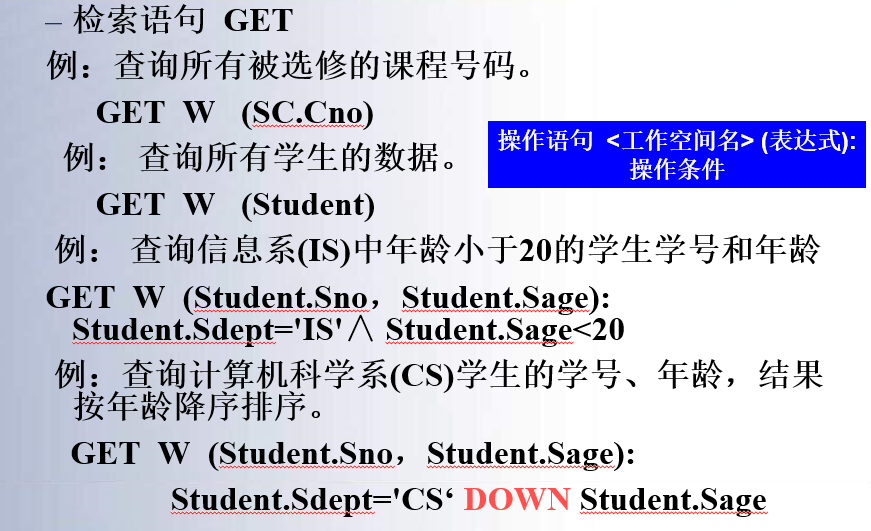 – 检索语句 GET
例：查询所有被选修的课程号码。
GET W (SC.Cno)
操作语句 <工作空间名> (表达式):
操作条件
例： 查询所有学生的数据。
GET W (Student)
例： 查询信息系(IS)中年龄小于20的学生学号和年龄
GET W (Student.Sno，Student.Sage):
Student.Sdept='IS'∧ Student.Sage<20
例：查询计算机科学系(CS)学生的学号、年龄，结果
按年龄降序排序。
GET W (Student.Sno，Student.Sage):
Student.Sdept='CS‘ DOWN Student.Sage